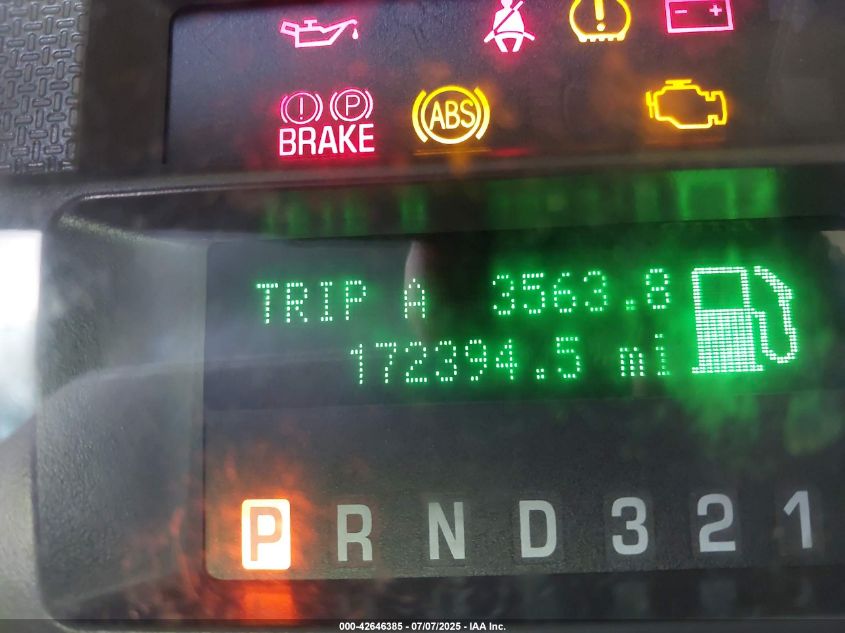 ! P
BRAKE
ABS
!
- +
TRIP A 3563.8
172394.5 mi
P R N D 3 2 1
000-42646385 - 07/07/2025 - IAA Inc.